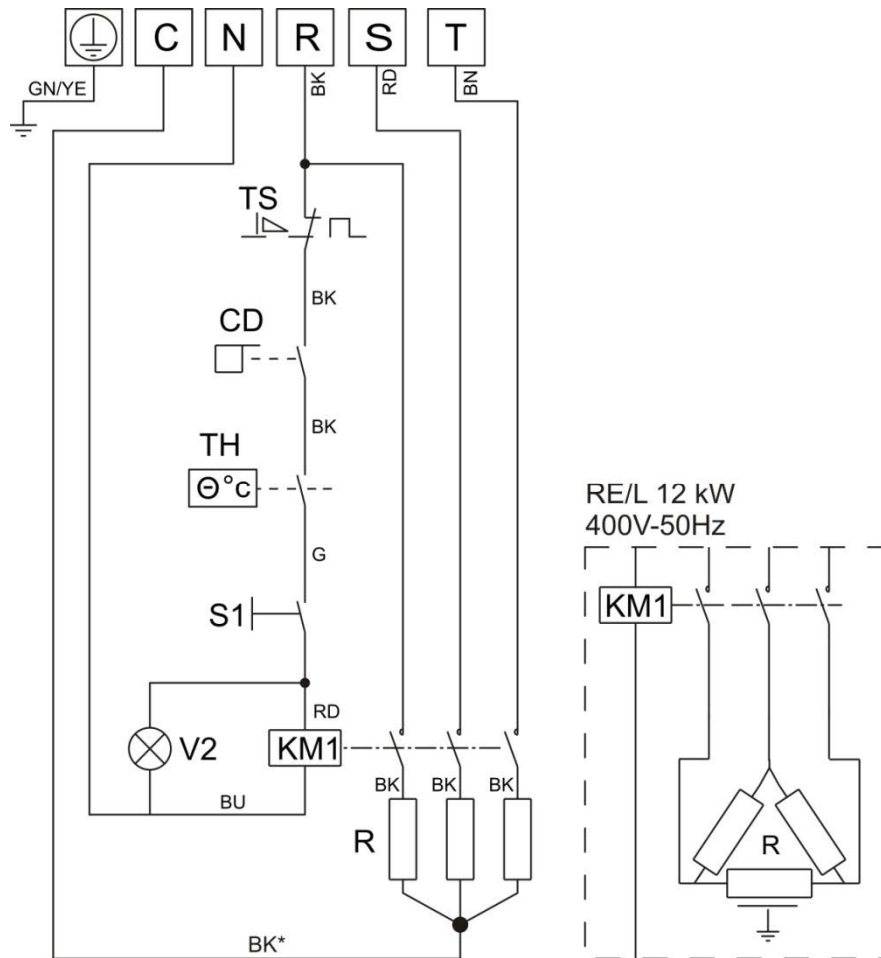 C N R S T
GN/YE BK RD BN
TS
BK
CD
BK
TH
Θ°c
G
S1
RD
V2 KM1
BU
BK BK BK
R
BK*
RE/L 12 kW
400V-50Hz
KM1
R